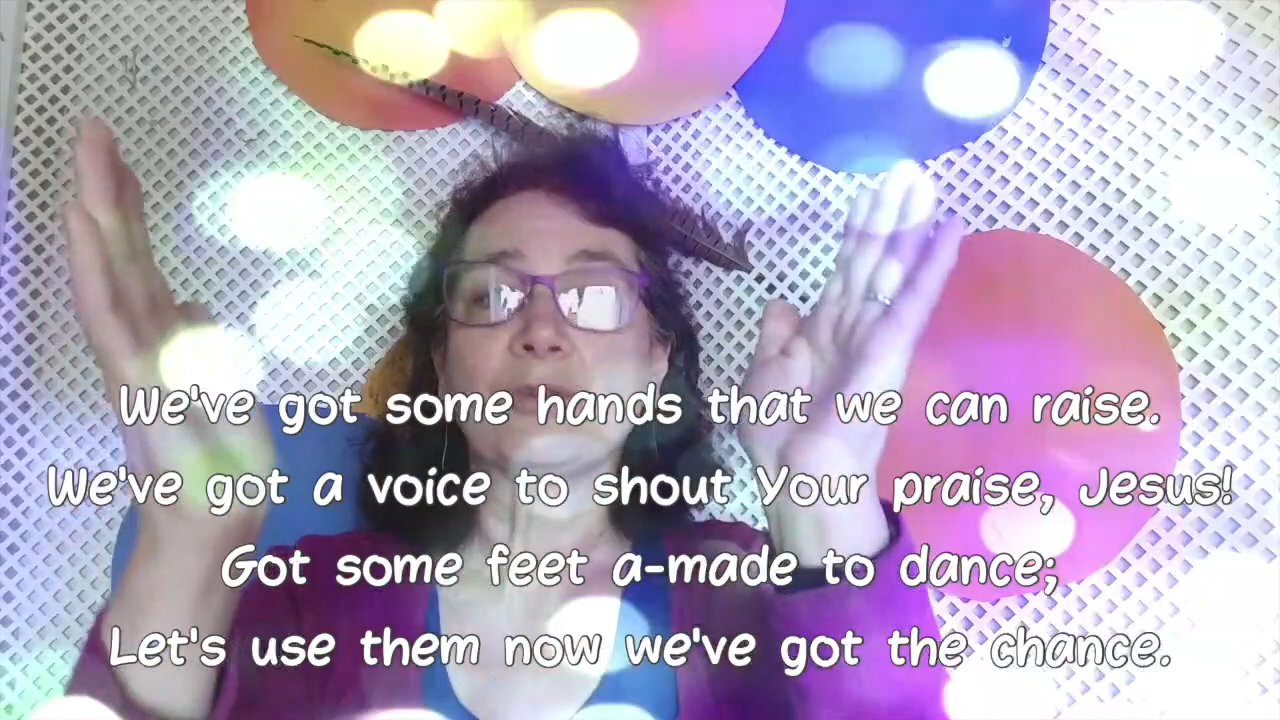 We've got some hands that we can raise.
We've got a voice to shout Your praise, Jesus!
Got some feet a-made to dance;
Let's use them now we've got the chance.